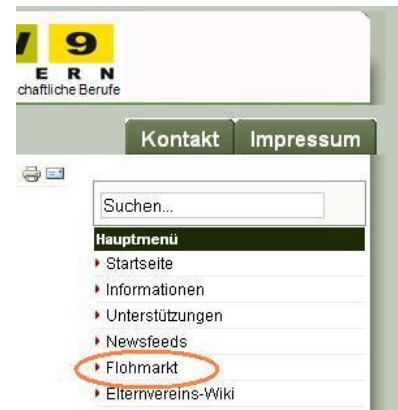 9
E R N
chaftliche Berufe
Kontakt Impressum
Suchen...
Hauptmenü
Startseite
Informationen
Unterstützungen
Newsfeeds
Flohmarkt
Elternvereins-Wiki